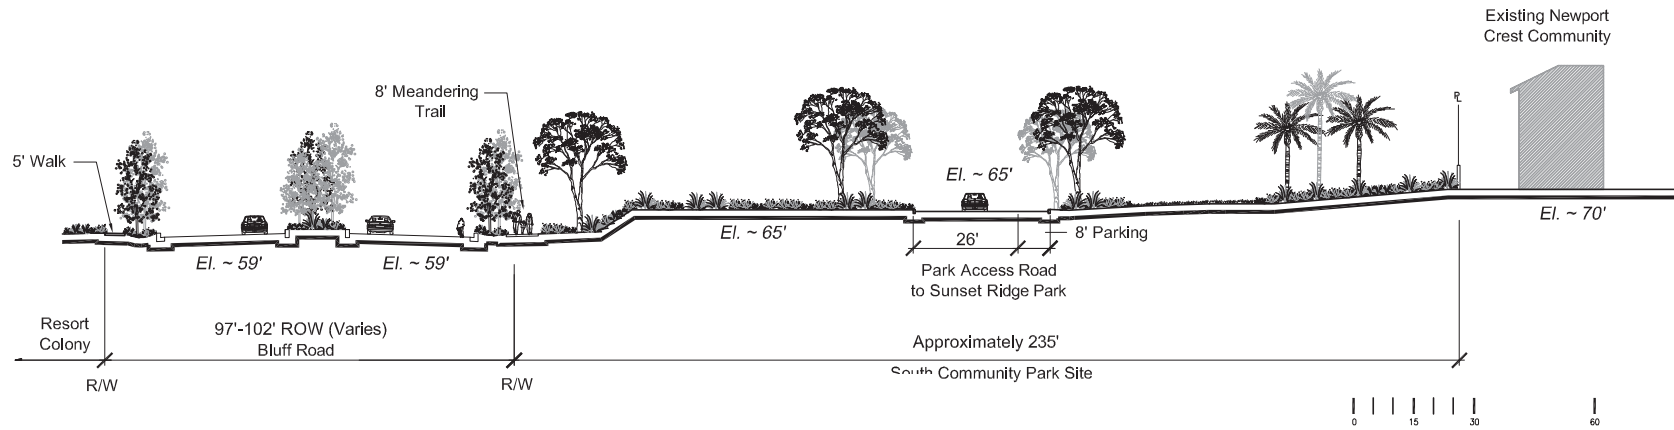 Existing Newport
Crest Community
8' Meandering
Trail
5' Walk
PL
El. ~ 65'
El. ~ 59'
El. ~ 59'
El. ~ 65'
26'
8' Parking
El. ~ 70'
Park Access Road
to Sunset Ridge Park
Resort
Colony
97'-102' ROW (Varies)
Bluff Road
Approximately 235'
South Community Park Site
R/W
R/W
0 15 30 60